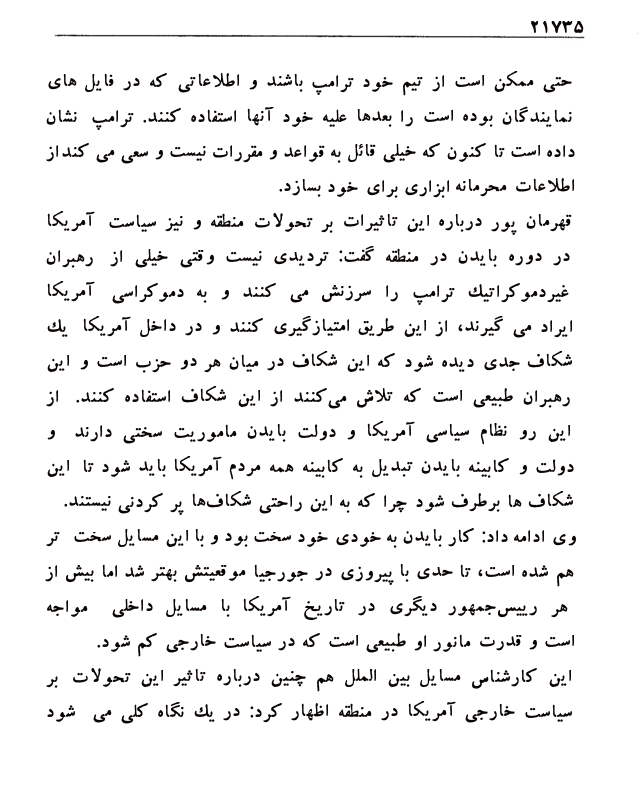 ۲۱۷۳۵
حتی ممکن است از تیم خود ترامپ باشند و اطلاعاتی که در فایل های
نمایندگان بوده است را بعدها علیه خود آنها استفاده کنند. ترامپ نشان
داده است تا کنون که خیلی قائل به قواعد و مقررات نیست و سعی می کنداز
اطلاعات محرمانه ابزاری برای خود بسازد.
قهرمان پور درباره این تاثیرات بر تحولات منطقه و نیز سیاست آمریکا
در دوره بایدن در منطقه گفت: تردیدی نیست وقتی خیلی از رهبران
غیردموکراتیك ترامپ را سرزنش می کنند و به دموکراسی آمریکا
ایراد می گیرند، از این طریق امتیازگیری کنند و در داخل آمریکا یك
شکاف جدی دیده شود که این شکاف در میان هر دو حزب است و این
رهبران طبیعی است که تلاش می‌کنند از این شکاف استفاده کنند. از
این رو نظام سیاسی آمریکا و دولت بایدن ماموریت سختی دارند و
دولت و کابینه بایدن تبدیل به کابینه همه مردم آمریکا باید شود تا این
شکاف ها برطرف شود چرا که به این راحتی شکاف‌ها پر کردنی نیستند.
وی ادامه داد: کار بایدن به خودی خود سخت بود و با این مسایل سخت تر
هم شده است، تا حدی با پیروزی در جورجیا موقعیتش بهتر شد اما بیش از
هر رییس‌جمهور دیگری در تاریخ آمریکا با مسایل داخلی مواجه
است و قدرت مانور او طبیعی است که در سیاست خارجی کم شود.
این کارشناس مسایل بین الملل هم چنین درباره تاثیر این تحولات بر
سیاست خارجی آمریکا در منطقه اظهار کرد: در یك نگاه کلی می شود